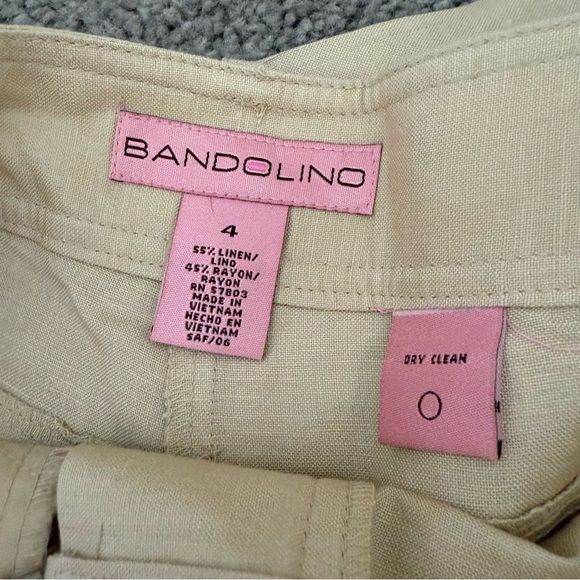 BANDOLINO
4
55% LINEN/
LINO
45% RAYON/
RAYON
RN 57803
MADE IN
VIETNAM
HECHO EN
VIETNAM
SAF/06
DRY CLEAN